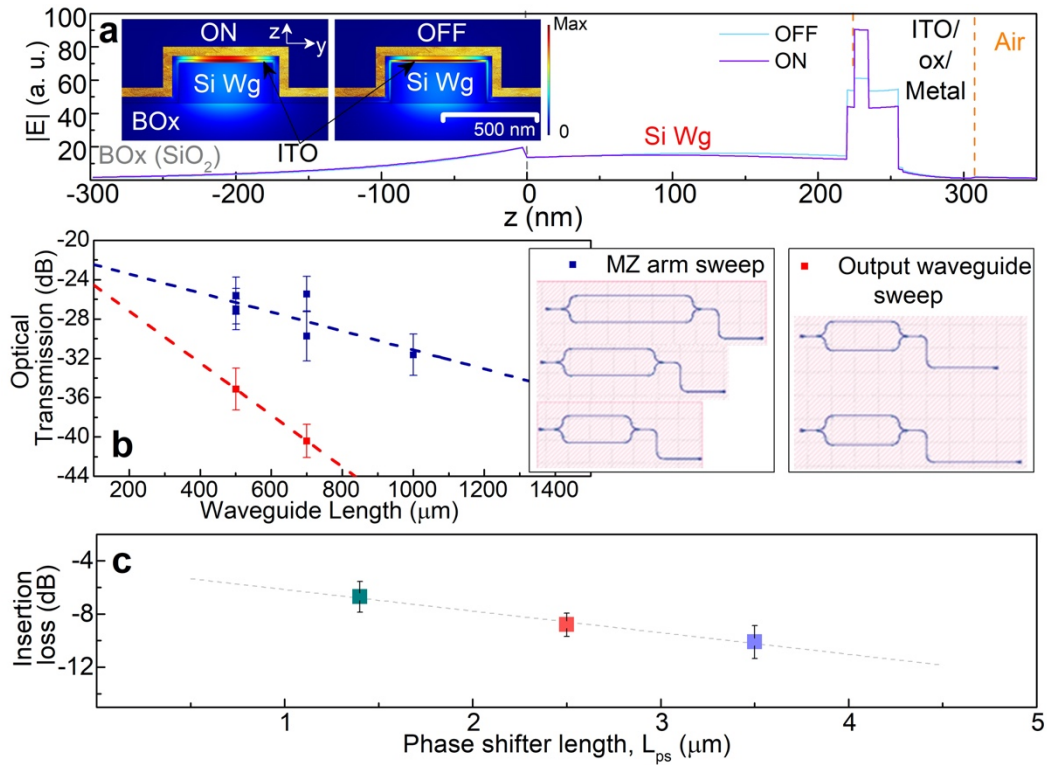 a
ON
OFF
z
y
Si Wg
Si Wg
BOx
500 nm
ITO
Max
0
OFF
ON
ITO/
ox/
Metal
Air
Si Wg
BOx (SiO₂)
|E| (a. u.)
100
80
60
40
20
-300
-200
-100
0
100
200
300
z (nm)
b
Optical
Transmission (dB)
-20
-24
-28
-32
-36
-40
-44
200
400
600
800
1000
1200
1400
Waveguide Length (μm)
MZ arm sweep
Output waveguide
sweep
c
Insertion
loss (dB)
-4
-8
-12
1
2
3
4
5
Phase shifter length, Lₚₛ (μm)